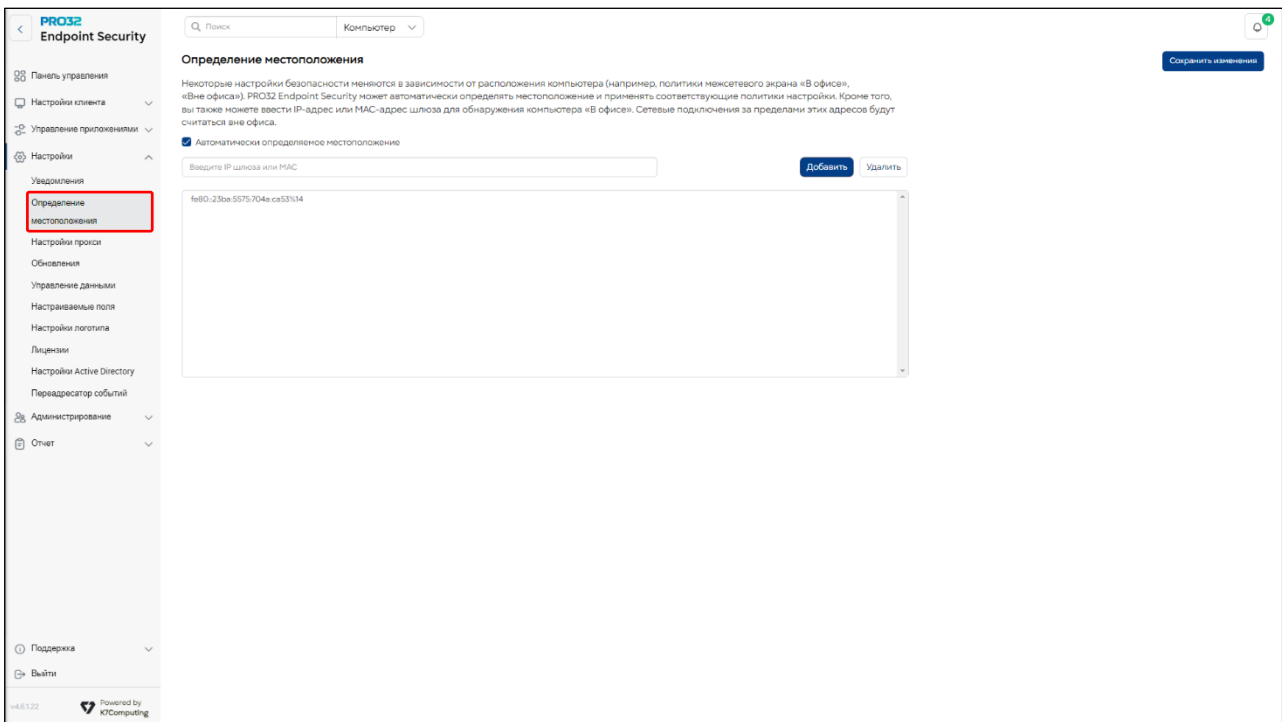 PRO32
Endpoint Security
Поиск
Компьютер
4
Панель управления
Настройки клиента
Управление приложениями
Настройки
Уведомления
Определение
местоположения
Настройки прокси
Обновления
Управление данными
Настраиваемые поля
Настройки логотипа
Лицензии
Настройки Active Directory
Переадресатор событий
Администрирование
Отчет
Поддержка
Выйти
v4.6.1.22
Powered by
K7Computing
Определение местоположения
Сохранить изменения
Некоторые настройки безопасности меняются в зависимости от расположения компьютера (например, политики межсетевого экрана «В офисе»,
«Вне офиса»). PRO32 Endpoint Security может автоматически определять местоположение и применять соответствующие политики настройки. Кроме того,
вы также можете ввести IP-адрес или MAC-адрес шлюза для обнаружения компьютера «В офисе». Сетевые подключения за пределами этих адресов будут
считаться вне офиса.
Автоматически определяемое местоположение
Введите IP шлюза или MAC
Добавить
Удалить
fe80::23ba:5575:704a:ca53%14